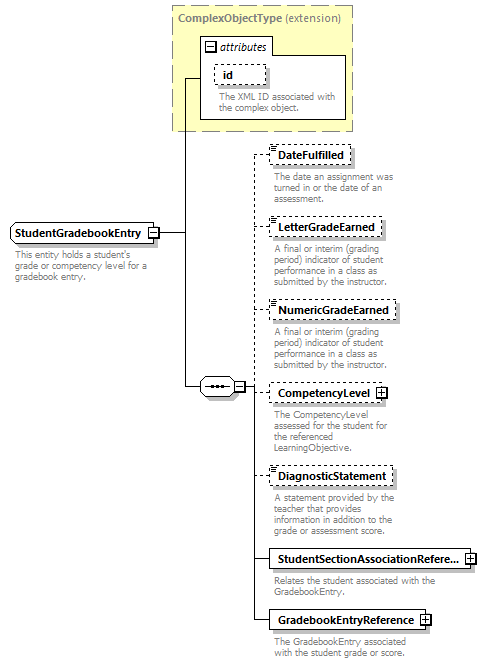 ComplexObjectType (extension)
attributes
id
The XML ID associated with
the complex object.
DateFulfilled
The date an assignment was
turned in or the date of an
assessment.
StudentGradebookEntry
This entity holds a student's
grade or competency level for a
gradebook entry.
LetterGradeEarned
A final or interim (grading
period) indicator of student
performance in a class as
submitted by the instructor.
NumericGradeEarned
A final or interim (grading
period) indicator of student
performance in a class as
submitted by the instructor.
CompetencyLevel
The CompetencyLevel
assessed for the student for
the referenced
LearningObjective.
DiagnosticStatement
A statement provided by the
teacher that provides
information in addition to the
grade or assessment score.
StudentSectionAssociationRefere...
Relates the student associated with the
GradebookEntry.
GradebookEntryReference
The GradebookEntry associated
with the student grade or score.